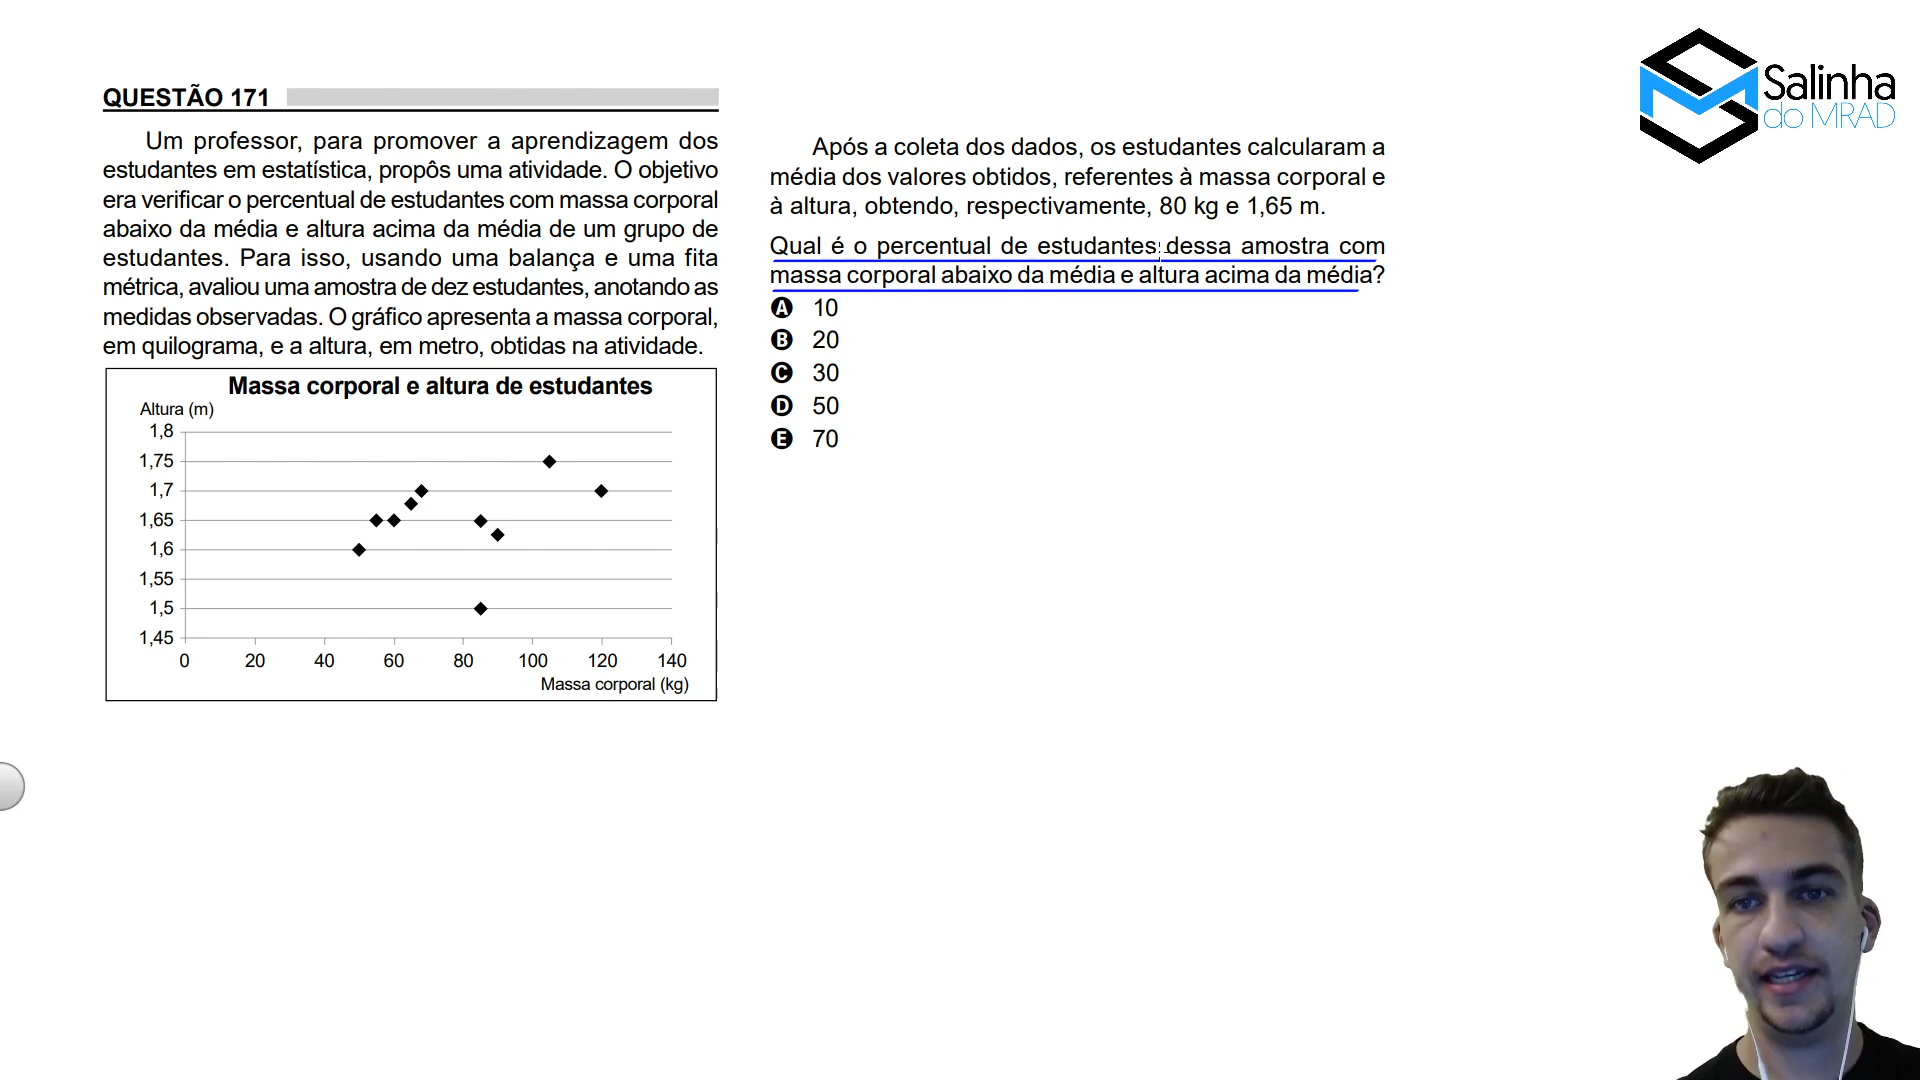 QUESTÃO 171
Um professor, para promover a aprendizagem dos
estudantes em estatística, propôs uma atividade. O objetivo
era verificar o percentual de estudantes com massa corporal
abaixo da média e altura acima da média de um grupo de
estudantes. Para isso, usando uma balança e uma fita
métrica, avaliou uma amostra de dez estudantes, anotando as
medidas observadas. O gráfico apresenta a massa corporal,
em quilograma, e a altura, em metro, obtidas na atividade.
Massa corporal e altura de estudantes
Altura (m)
1,8
1,75
1,7
1,65
1,6
1,55
1,5
1,45
0 20 40 60 80 100 120 140
Massa corporal (kg)
Após a coleta dos dados, os estudantes calcularam a
média dos valores obtidos, referentes à massa corporal e
à altura, obtendo, respectivamente, 80 kg e 1,65 m.
Qual é o percentual de estudantes dessa amostra com
massa corporal abaixo da média e altura acima da média?
A 10
B 20
C 30
D 50
E 70
Salinha
do MRAD